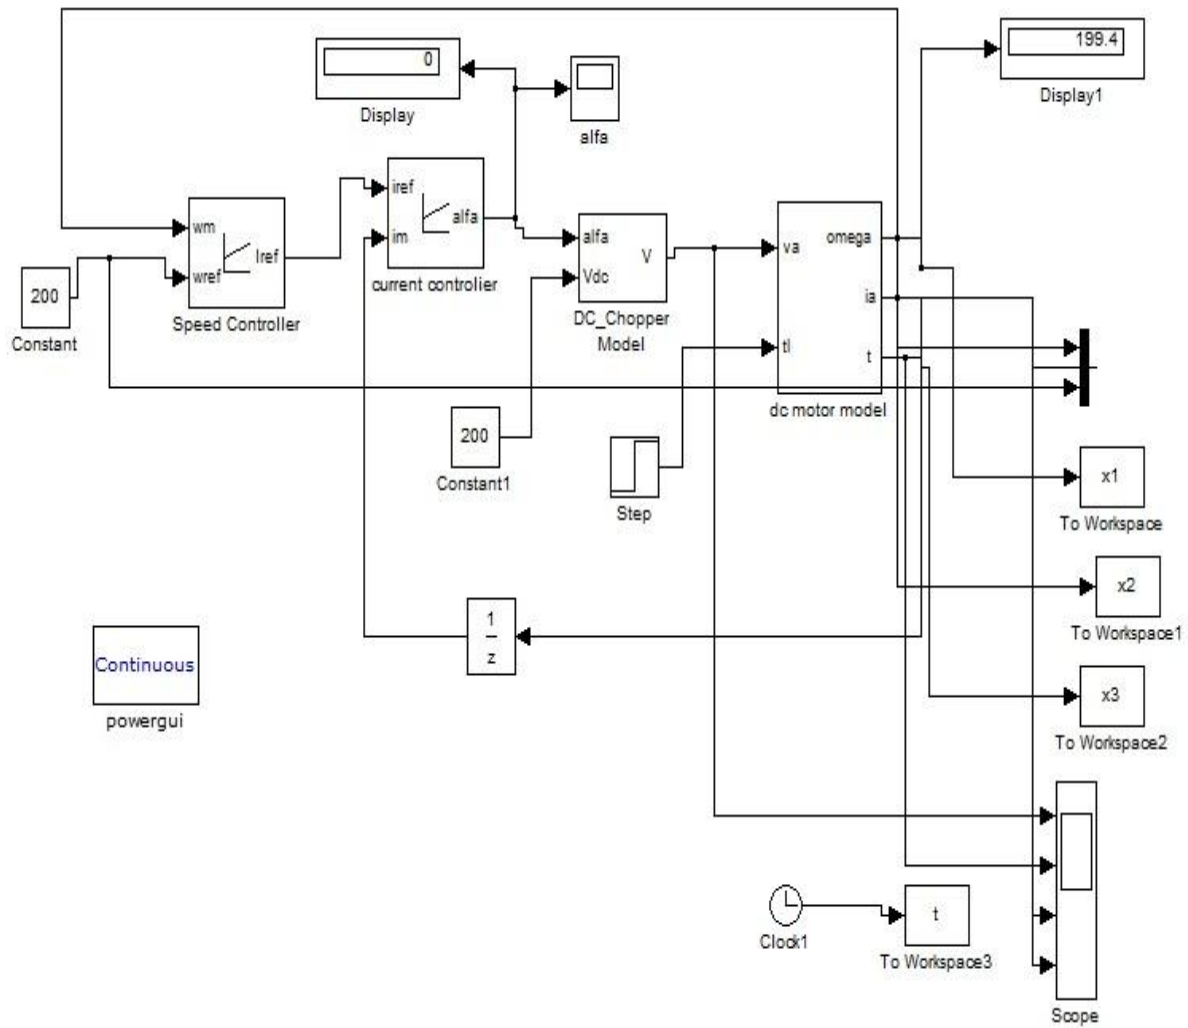 0
Display
alfa
199.4
Display1
wm
wref
Iref
Speed Controller
iref
im
alfa
current controller
alfa
Vdc
V
DC_Chopper
Model
va
tl
omega
ia
t
dc motor model
200
Constant
200
Constant1
Step
x1
To Workspace
x2
To Workspace1
x3
To Workspace2
1
z
Continuous
powergui
Clock1
t
To Workspace3
Scope